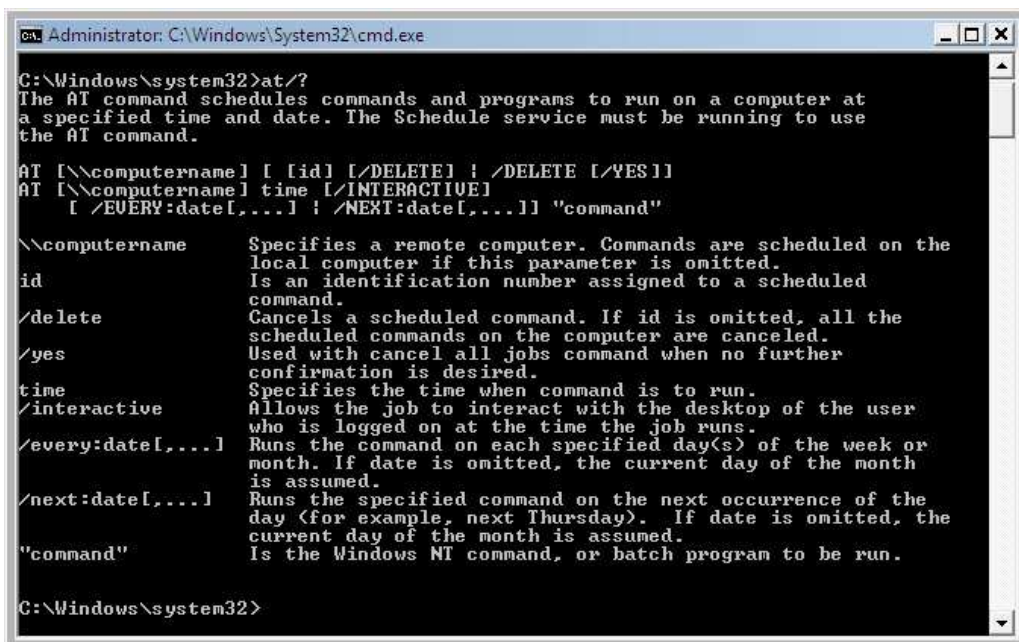 Administrator: C:\Windows\System32\cmd.exe
C:\Windows\system32>at/?
The AT command schedules commands and programs to run on a computer at
a specified time and date. The Schedule service must be running to use
the AT command.
AT [\\computername] [ [id] [/DELETE] ¦ /DELETE [/YES]]
AT [\\computername] time [/INTERACTIVE]
[ /EVERY:date[,...] ¦ /NEXT:date[,...]] "command"
\\computername Specifies a remote computer. Commands are scheduled on the
local computer if this parameter is omitted.
id Is an identification number assigned to a scheduled
command.
/delete Cancels a scheduled command. If id is omitted, all the
scheduled commands on the computer are canceled.
/yes Used with cancel all jobs command when no further
confirmation is desired.
time Specifies the time when command is to run.
/interactive Allows the job to interact with the desktop of the user
who is logged on at the time the job runs.
/every:date[,...] Runs the command on each specified day(s) of the week or
month. If date is omitted, the current day of the month
is assumed.
/next:date[,...] Runs the specified command on the next occurrence of the
day (for example, next Thursday).  If date is omitted, the
current day of the month is assumed.
"command" Is the Windows NT command, or batch program to be run.
C:\Windows\system32>